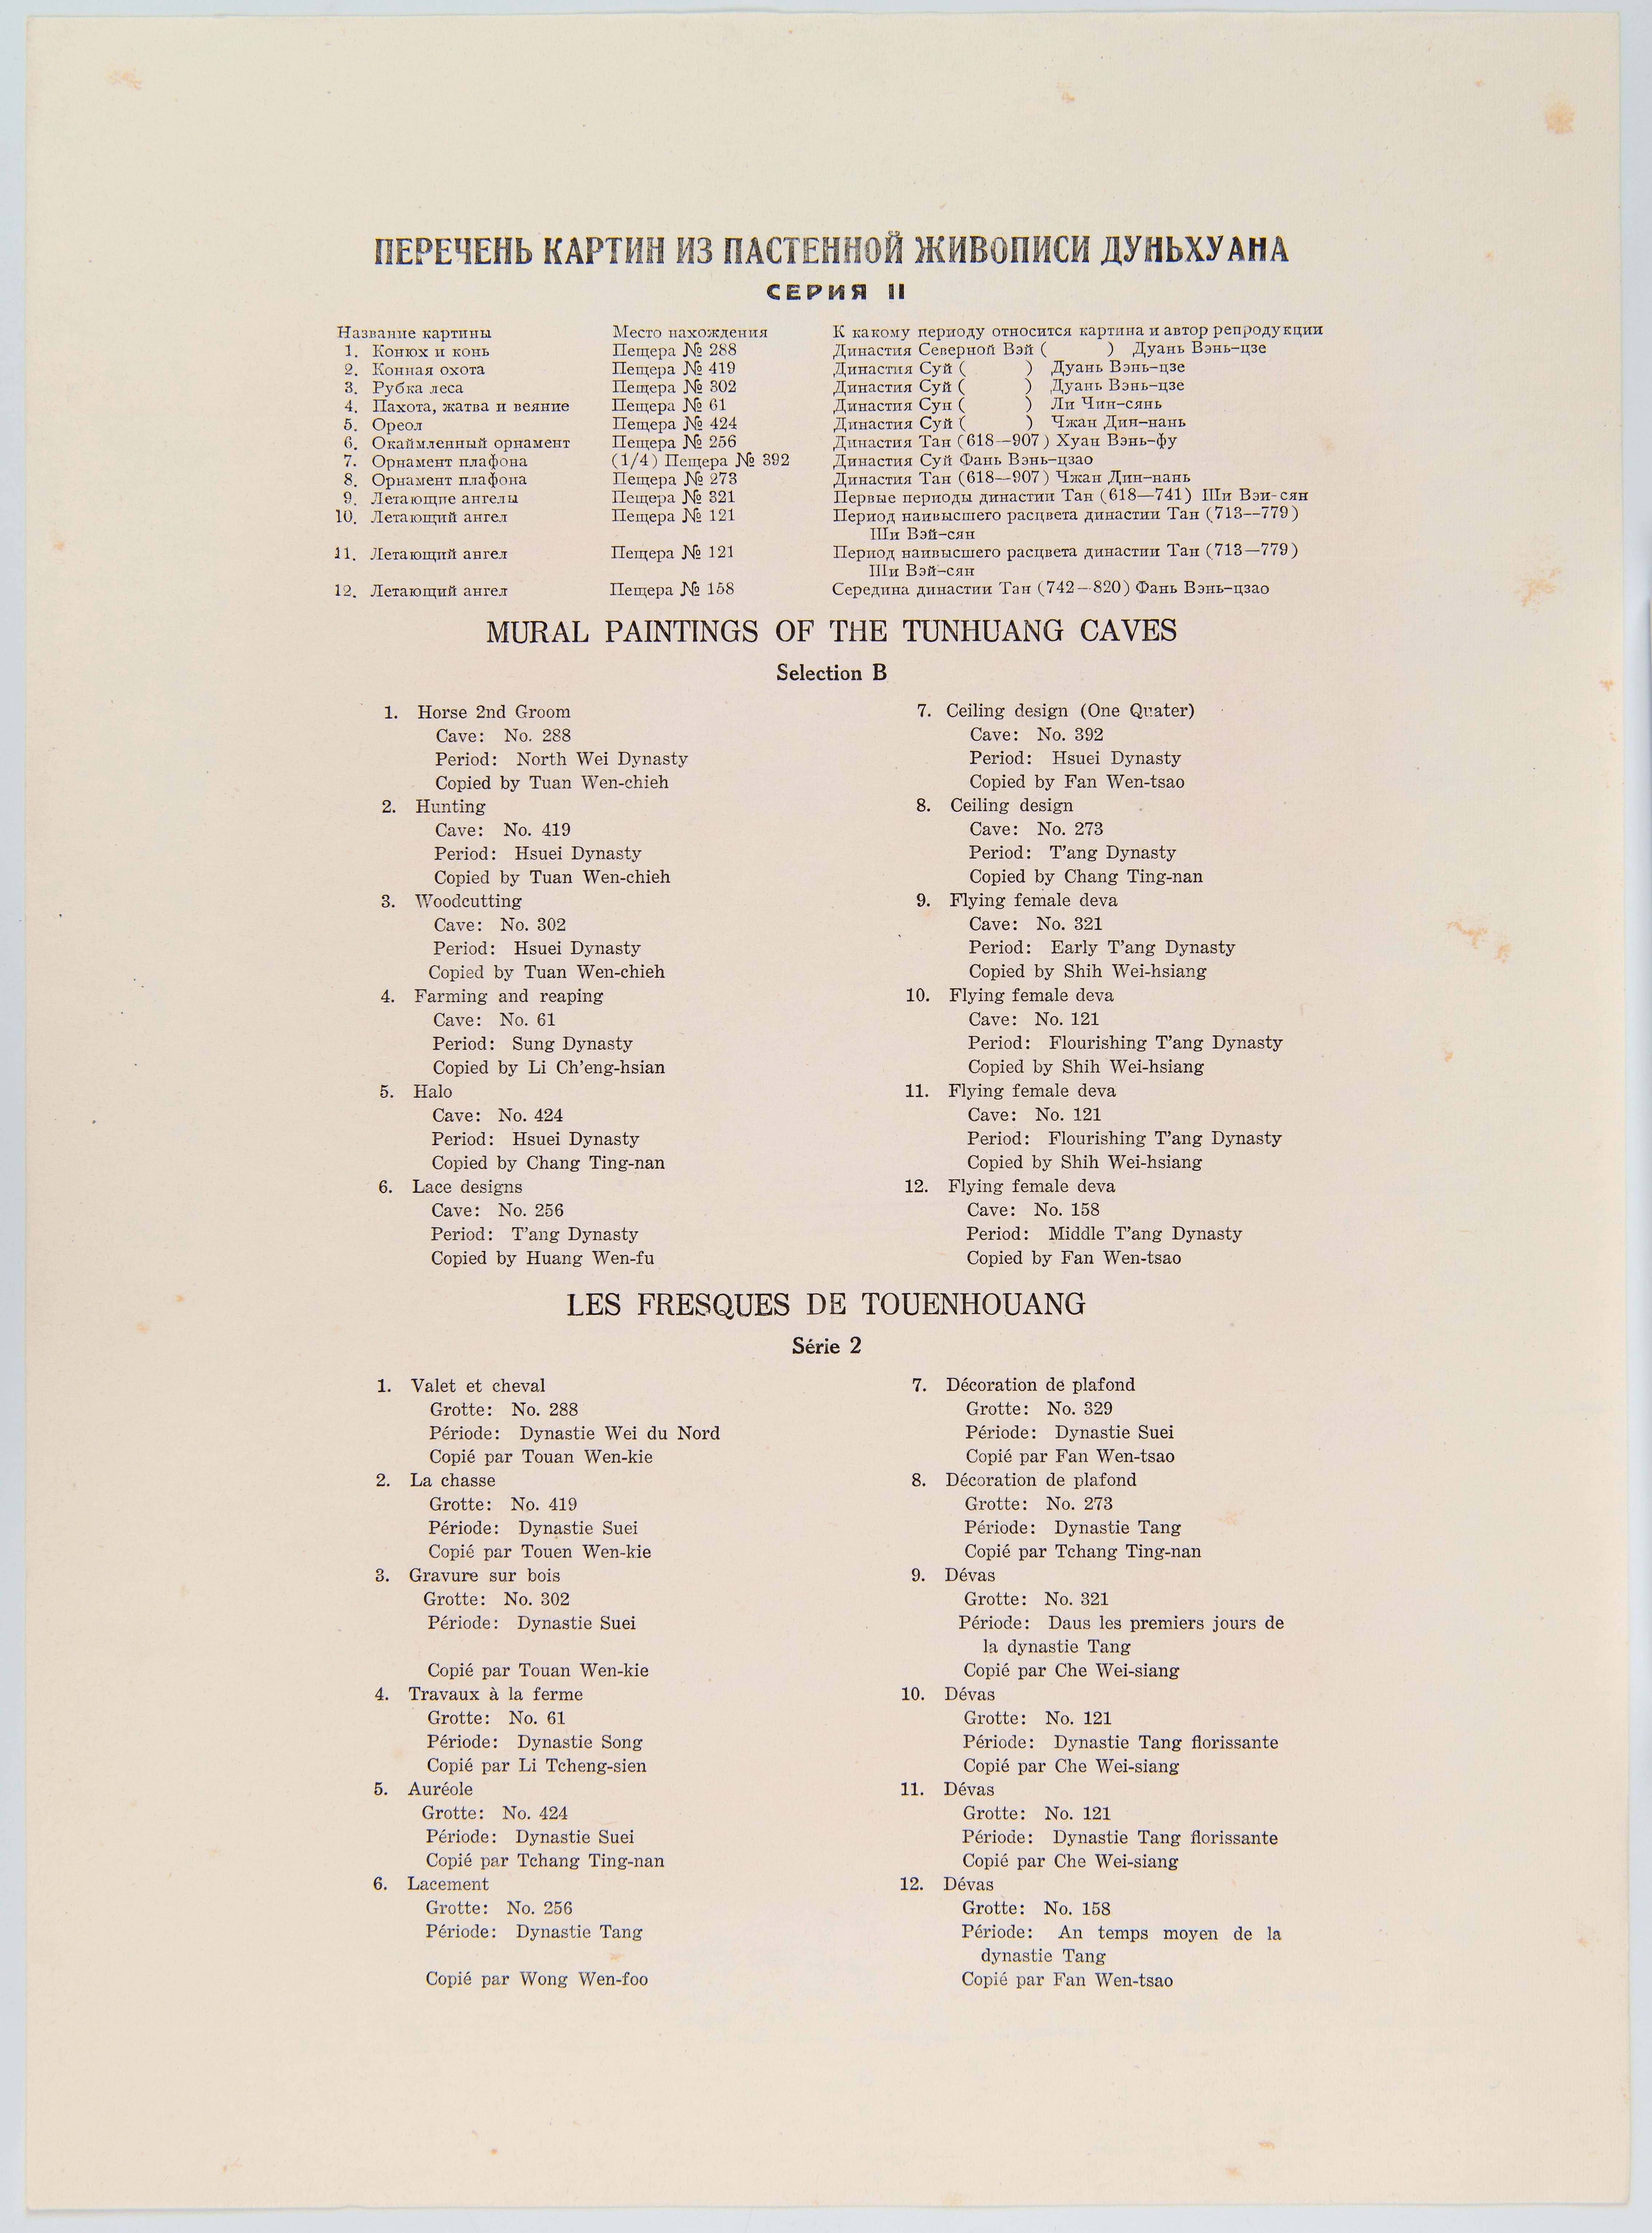 ПЕРЕЧЕНЬ КАРТИН ИЗ ПАСТЕННОЙ ЖИВОПИСИ ДУНЬХУАНА
СЕРИЯ II
Название картины Место нахождения К какому периоду относится картина и автор репродукции
1. Конюх и конь Пещера № 288 Династия Северной Вэй ( ) Дуань Вэнь-цзе
2. Конная охота Пещера № 419 Династия Суй ( ) Дуань Вэнь-цзе
3. Рубка леса Пещера № 302 Династия Суй ( ) Дуань Вэнь-цзе
4. Пахота, жатва и веяние Пещера № 61 Династия Сун ( ) Ли Чин-сянь
5. Ореол Пещера № 424 Династия Суй ( ) Чжан Дин-нань
6. Окаймленный орнамент Пещера № 256 Династия Тан (618—907) Хуан Вэнь-фу
7. Орнамент плафона (1/4) Пещера № 392 Династия Суй Фань Вэнь-цзао
8. Орнамент плафона Пещера № 273 Династия Тан (618—907) Чжан Дин-нань
9. Летающие ангелы Пещера № 321 Первые периоды династии Тан (618—741) Ши Вэи-сян
10. Летающий ангел Пещера № 121 Период наивысшего расцвета династии Тан (713—779)
Ши Вэй-сян
11. Летающий ангел Пещера № 121 Период наивысшего расцвета династии Тан (713—779)
Ши Вэй-сян
12. Летающий ангел Пещера № 158 Середина династии Тан (742—820) Фань Вэнь-цзао
MURAL PAINTINGS OF THE TUNHUANG CAVES
Selection B
1. Horse 2nd Groom
Cave: No. 288
Period: North Wei Dynasty
Copied by Tuan Wen-chieh
2. Hunting
Cave: No. 419
Period: Hsuei Dynasty
Copied by Tuan Wen-chieh
3. Woodcutting
Cave: No. 302
Period: Hsuei Dynasty
Copied by Tuan Wen-chieh
4. Farming and reaping
Cave: No. 61
Period: Sung Dynasty
Copied by Li Ch'eng-hsian
5. Halo
Cave: No. 424
Period: Hsuei Dynasty
Copied by Chang Ting-nan
6. Lace designs
Cave: No. 256
Period: T'ang Dynasty
Copied by Huang Wen-fu
7. Ceiling design (One Quater)
Cave: No. 392
Period: Hsuei Dynasty
Copied by Fan Wen-tsao
8. Ceiling design
Cave: No. 273
Period: T'ang Dynasty
Copied by Chang Ting-nan
9. Flying female deva
Cave: No. 321
Period: Early T'ang Dynasty
Copied by Shih Wei-hsiang
10. Flying female deva
Cave: No. 121
Period: Flourishing T'ang Dynasty
Copied by Shih Wei-hsiang
11. Flying female deva
Cave: No. 121
Period: Flourishing T'ang Dynasty
Copied by Shih Wei-hsiang
12. Flying female deva
Cave: No. 158
Period: Middle T'ang Dynasty
Copied by Fan Wen-tsao
LES FRESQUES DE TOUENHOUANG
Série 2
1. Valet et cheval
Grotte: No. 288
Période: Dynastie Wei du Nord
Copié par Touan Wen-kie
2. La chasse
Grotte: No. 419
Période: Dynastie Suei
Copié par Touen Wen-kie
3. Gravure sur bois
Grotte: No. 302
Période: Dynastie Suei
Copié par Touan Wen-kie
4. Travaux à la ferme
Grotte: No. 61
Période: Dynastie Song
Copié par Li Tcheng-sien
5. Auréole
Grotte: No. 424
Période: Dynastie Suei
Copié par Tchang Ting-nan
6. Lacement
Grotte: No. 256
Période: Dynastie Tang
Copié par Wong Wen-foo
7. Décoration de plafond
Grotte: No. 329
Période: Dynastie Suei
Copié par Fan Wen-tsao
8. Décoration de plafond
Grotte: No. 273
Période: Dynastie Tang
Copié par Tchang Ting-nan
9. Dévas
Grotte: No. 321
Période: Daus les premiers jours de
la dynastie Tang
Copié par Che Wei-siang
10. Dévas
Grotte: No. 121
Période: Dynastie Tang florissante
Copié par Che Wei-siang
11. Dévas
Grotte: No. 121
Période: Dynastie Tang florissante
Copié par Che Wei-siang
12. Dévas
Grotte: No. 158
Période: An temps moyen de la
dynastie Tang
Copié par Fan Wen-tsao